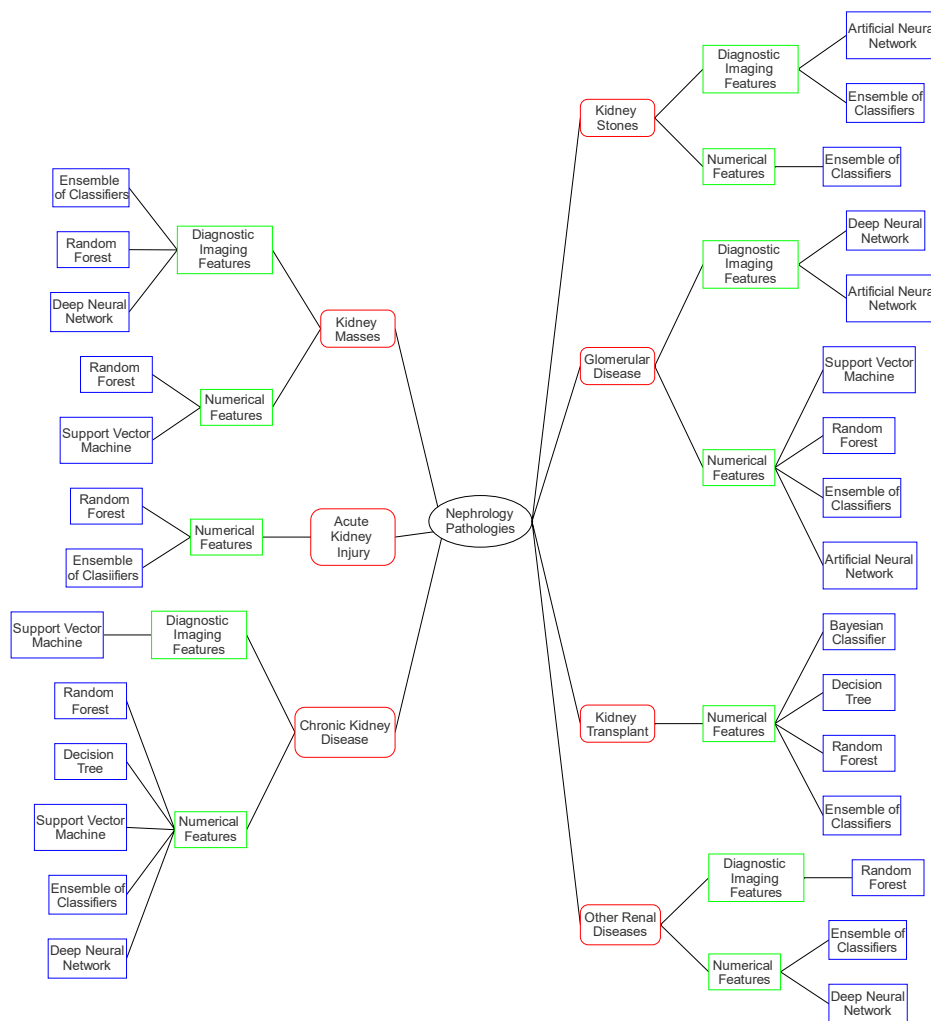 Nephrology
Pathologies
Kidney
Masses
Diagnostic
Imaging
Features
Ensemble
of Classifiers
Random
Forest
Deep Neural
Network
Numerical
Features
Random
Forest
Support Vector
Machine
Acute
Kidney
Injury
Numerical
Features
Random
Forest
Ensemble
of Clasiifiers
Chronic Kidney
Disease
Diagnostic
Imaging
Features
Support Vector
Machine
Numerical
Features
Random
Forest
Decision
Tree
Support Vector
Machine
Ensemble of
Classifiers
Deep Neural
Network
Kidney
Stones
Diagnostic
Imaging
Features
Artificial Neural
Network
Ensemble of
Classifiers
Numerical
Features
Ensemble of
Classifiers
Glomerular
Disease
Diagnostic
Imaging
Features
Deep Neural
Network
Artificial Neural
Network
Numerical
Features
Support Vector
Machine
Random
Forest
Ensemble of
Classifiers
Artificial Neural
Network
Kidney
Transplant
Numerical
Features
Bayesian
Classifier
Decision
Tree
Random
Forest
Ensemble of
Classifiers
Other Renal
Diseases
Diagnostic
Imaging
Features
Random
Forest
Numerical
Features
Ensemble of
Classifiers
Deep Neural
Network